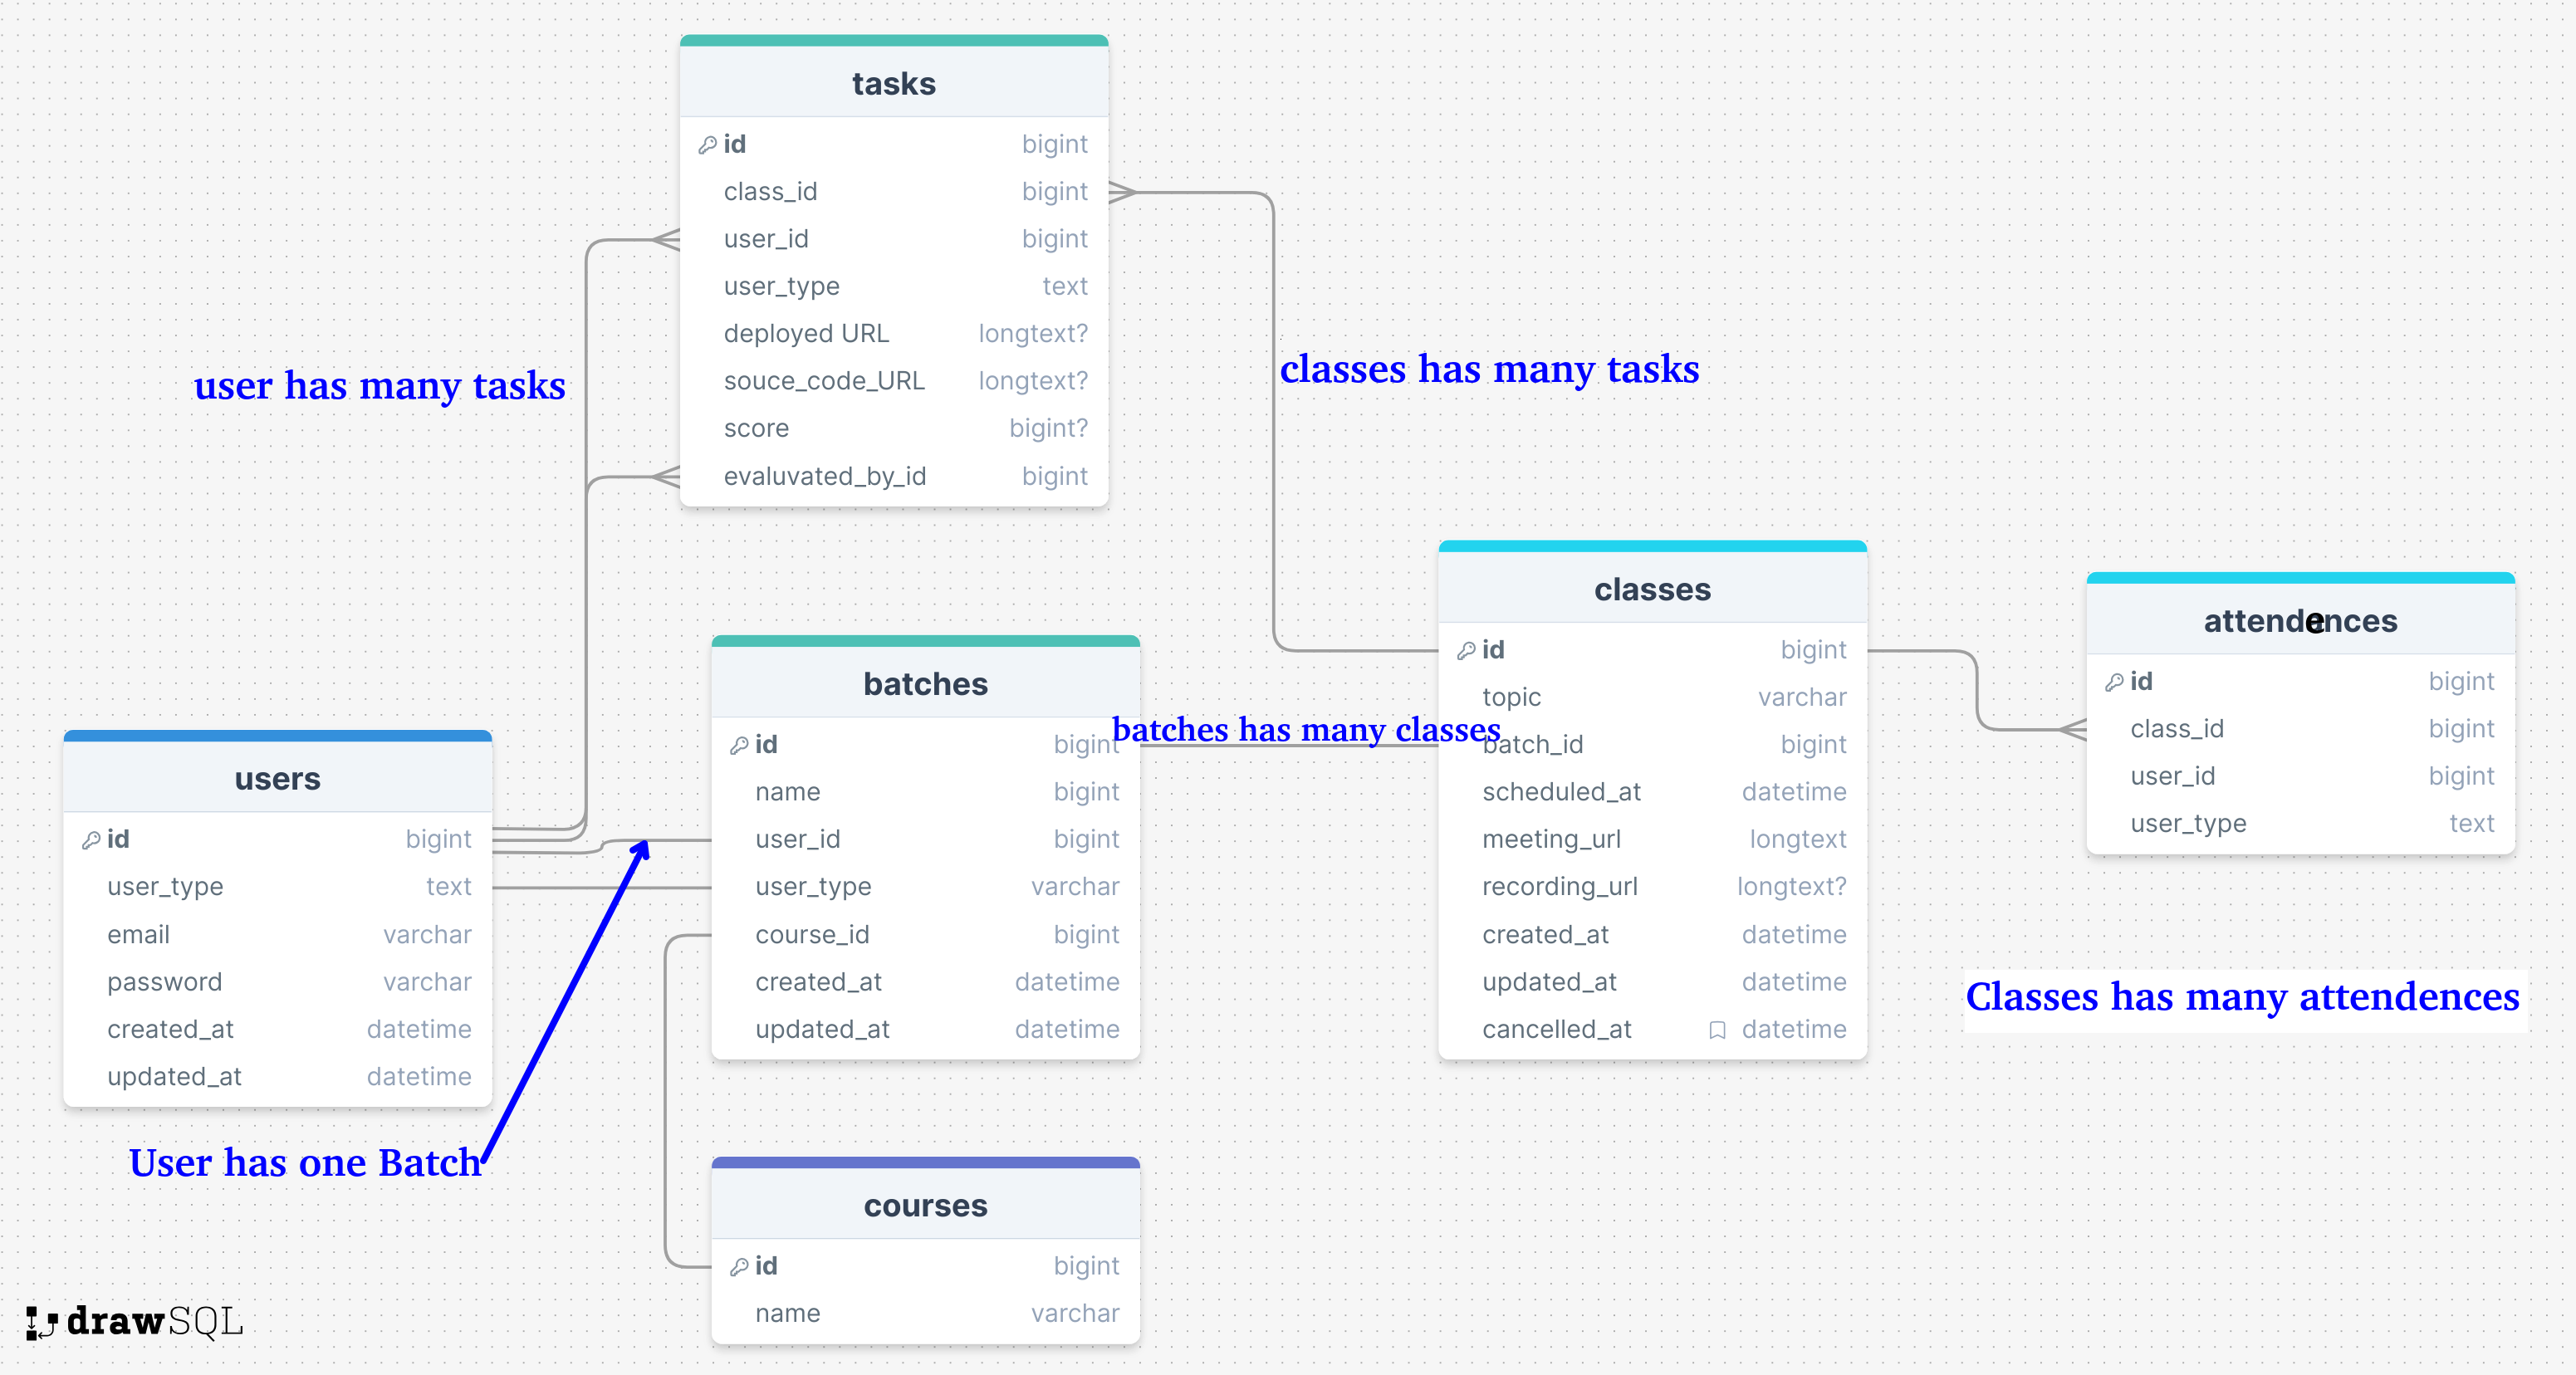 tasks
id bigint
class_id bigint
user_id bigint
user_type text
deployed URL longtext?
souce_code_URL longtext?
score bigint?
evaluvated_by_id bigint
user has many tasks
classes has many tasks
classes
id bigint
topic varchar
batch_id bigint
scheduled_at datetime
meeting_url longtext
recording_url longtext?
created_at datetime
updated_at datetime
cancelled_at datetime
attendences
id bigint
class_id bigint
user_id bigint
user_type text
batches
id bigint
name bigint
user_id bigint
user_type varchar
course_id bigint
created_at datetime
updated_at datetime
batches has many classes
users
id bigint
user_type text
email varchar
password varchar
created_at datetime
updated_at datetime
Classes has many attendences
User has one Batch
courses
id bigint
name varchar
drawSQL